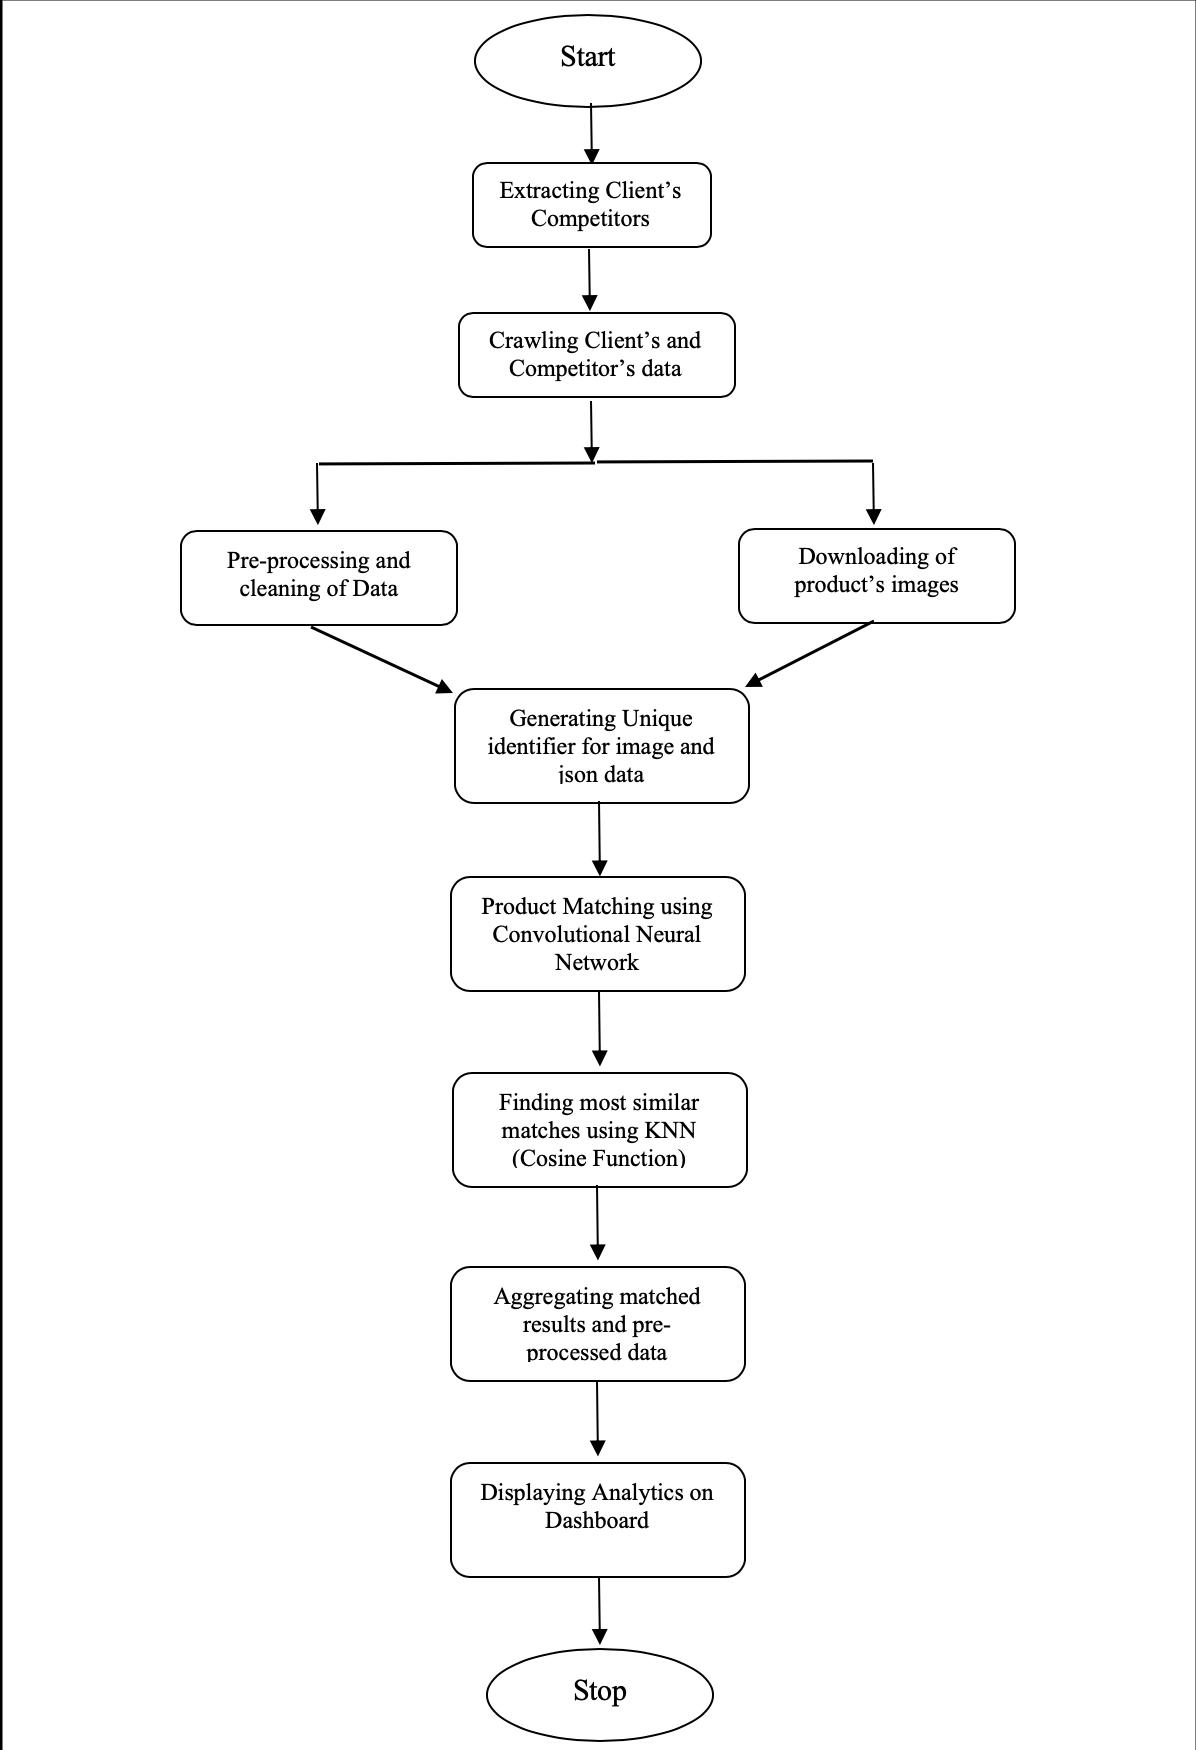 Start
Extracting Client’s
Competitors
Crawling Client’s and
Competitor’s data
Pre-processing and
cleaning of Data
Downloading of
product’s images
Generating Unique
identifier for image and
json data
Product Matching using
Convolutional Neural
Network
Finding most similar
matches using KNN
(Cosine Function)
Aggregating matched
results and pre-
processed data
Displaying Analytics on
Dashboard
Stop